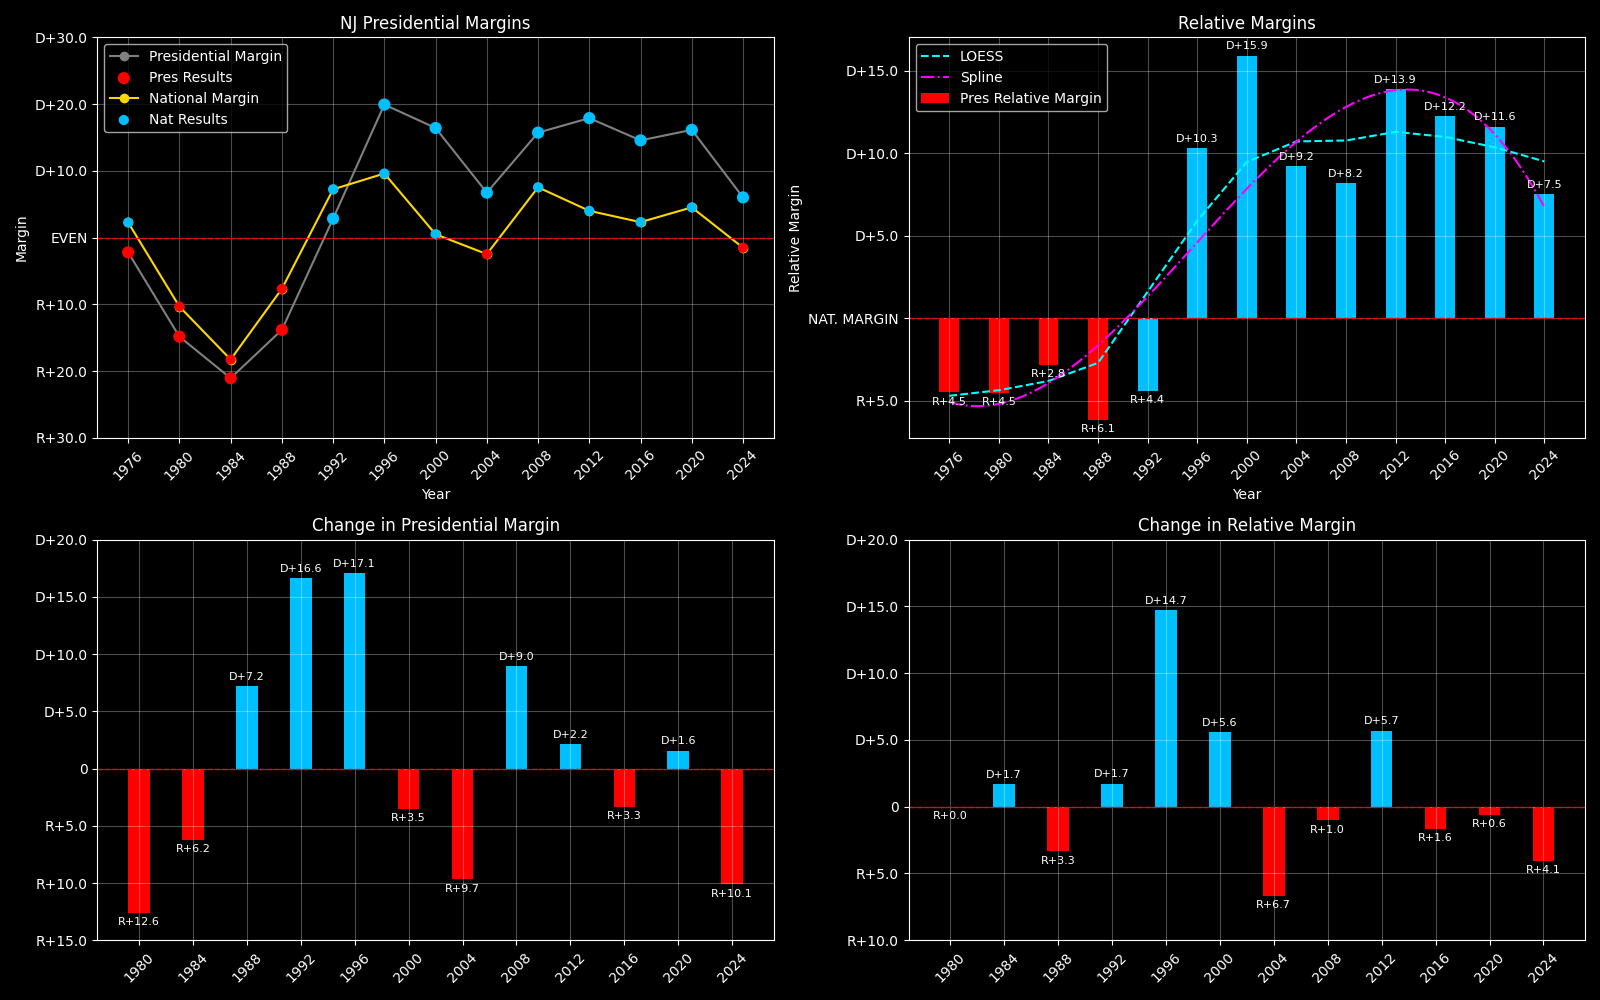 NJ Presidential Margins
D+30.0
D+20.0
D+10.0
EVEN
R+10.0
R+20.0
R+30.0
Margin
Presidential Margin
Pres Results
National Margin
Nat Results
1976
1980
1984
1988
1992
1996
2000
2004
2008
2012
2016
2020
2024
Year
Relative Margins
D+15.0
D+10.0
D+5.0
NAT. MARGIN
R+5.0
Relative Margin
LOESS
Spline
Pres Relative Margin
R+4.5
R+4.5
R+2.8
R+6.1
R+4.4
D+10.3
D+15.9
D+9.2
D+8.2
D+13.9
D+12.2
D+11.6
D+7.5
1976
1980
1984
1988
1992
1996
2000
2004
2008
2012
2016
2020
2024
Year
Change in Presidential Margin
D+20.0
D+15.0
D+10.0
D+5.0
0
R+5.0
R+10.0
R+15.0
R+12.6
R+6.2
D+7.2
D+16.6
D+17.1
R+3.5
R+9.7
D+9.0
D+2.2
R+3.3
D+1.6
R+10.1
1980
1984
1988
1992
1996
2000
2004
2008
2012
2016
2020
2024
Change in Relative Margin
D+20.0
D+15.0
D+10.0
D+5.0
0
R+5.0
R+10.0
R+0.0
D+1.7
R+3.3
D+1.7
D+14.7
D+5.6
R+6.7
R+1.0
D+5.7
R+1.6
R+0.6
R+4.1
1980
1984
1988
1992
1996
2000
2004
2008
2012
2016
2020
2024